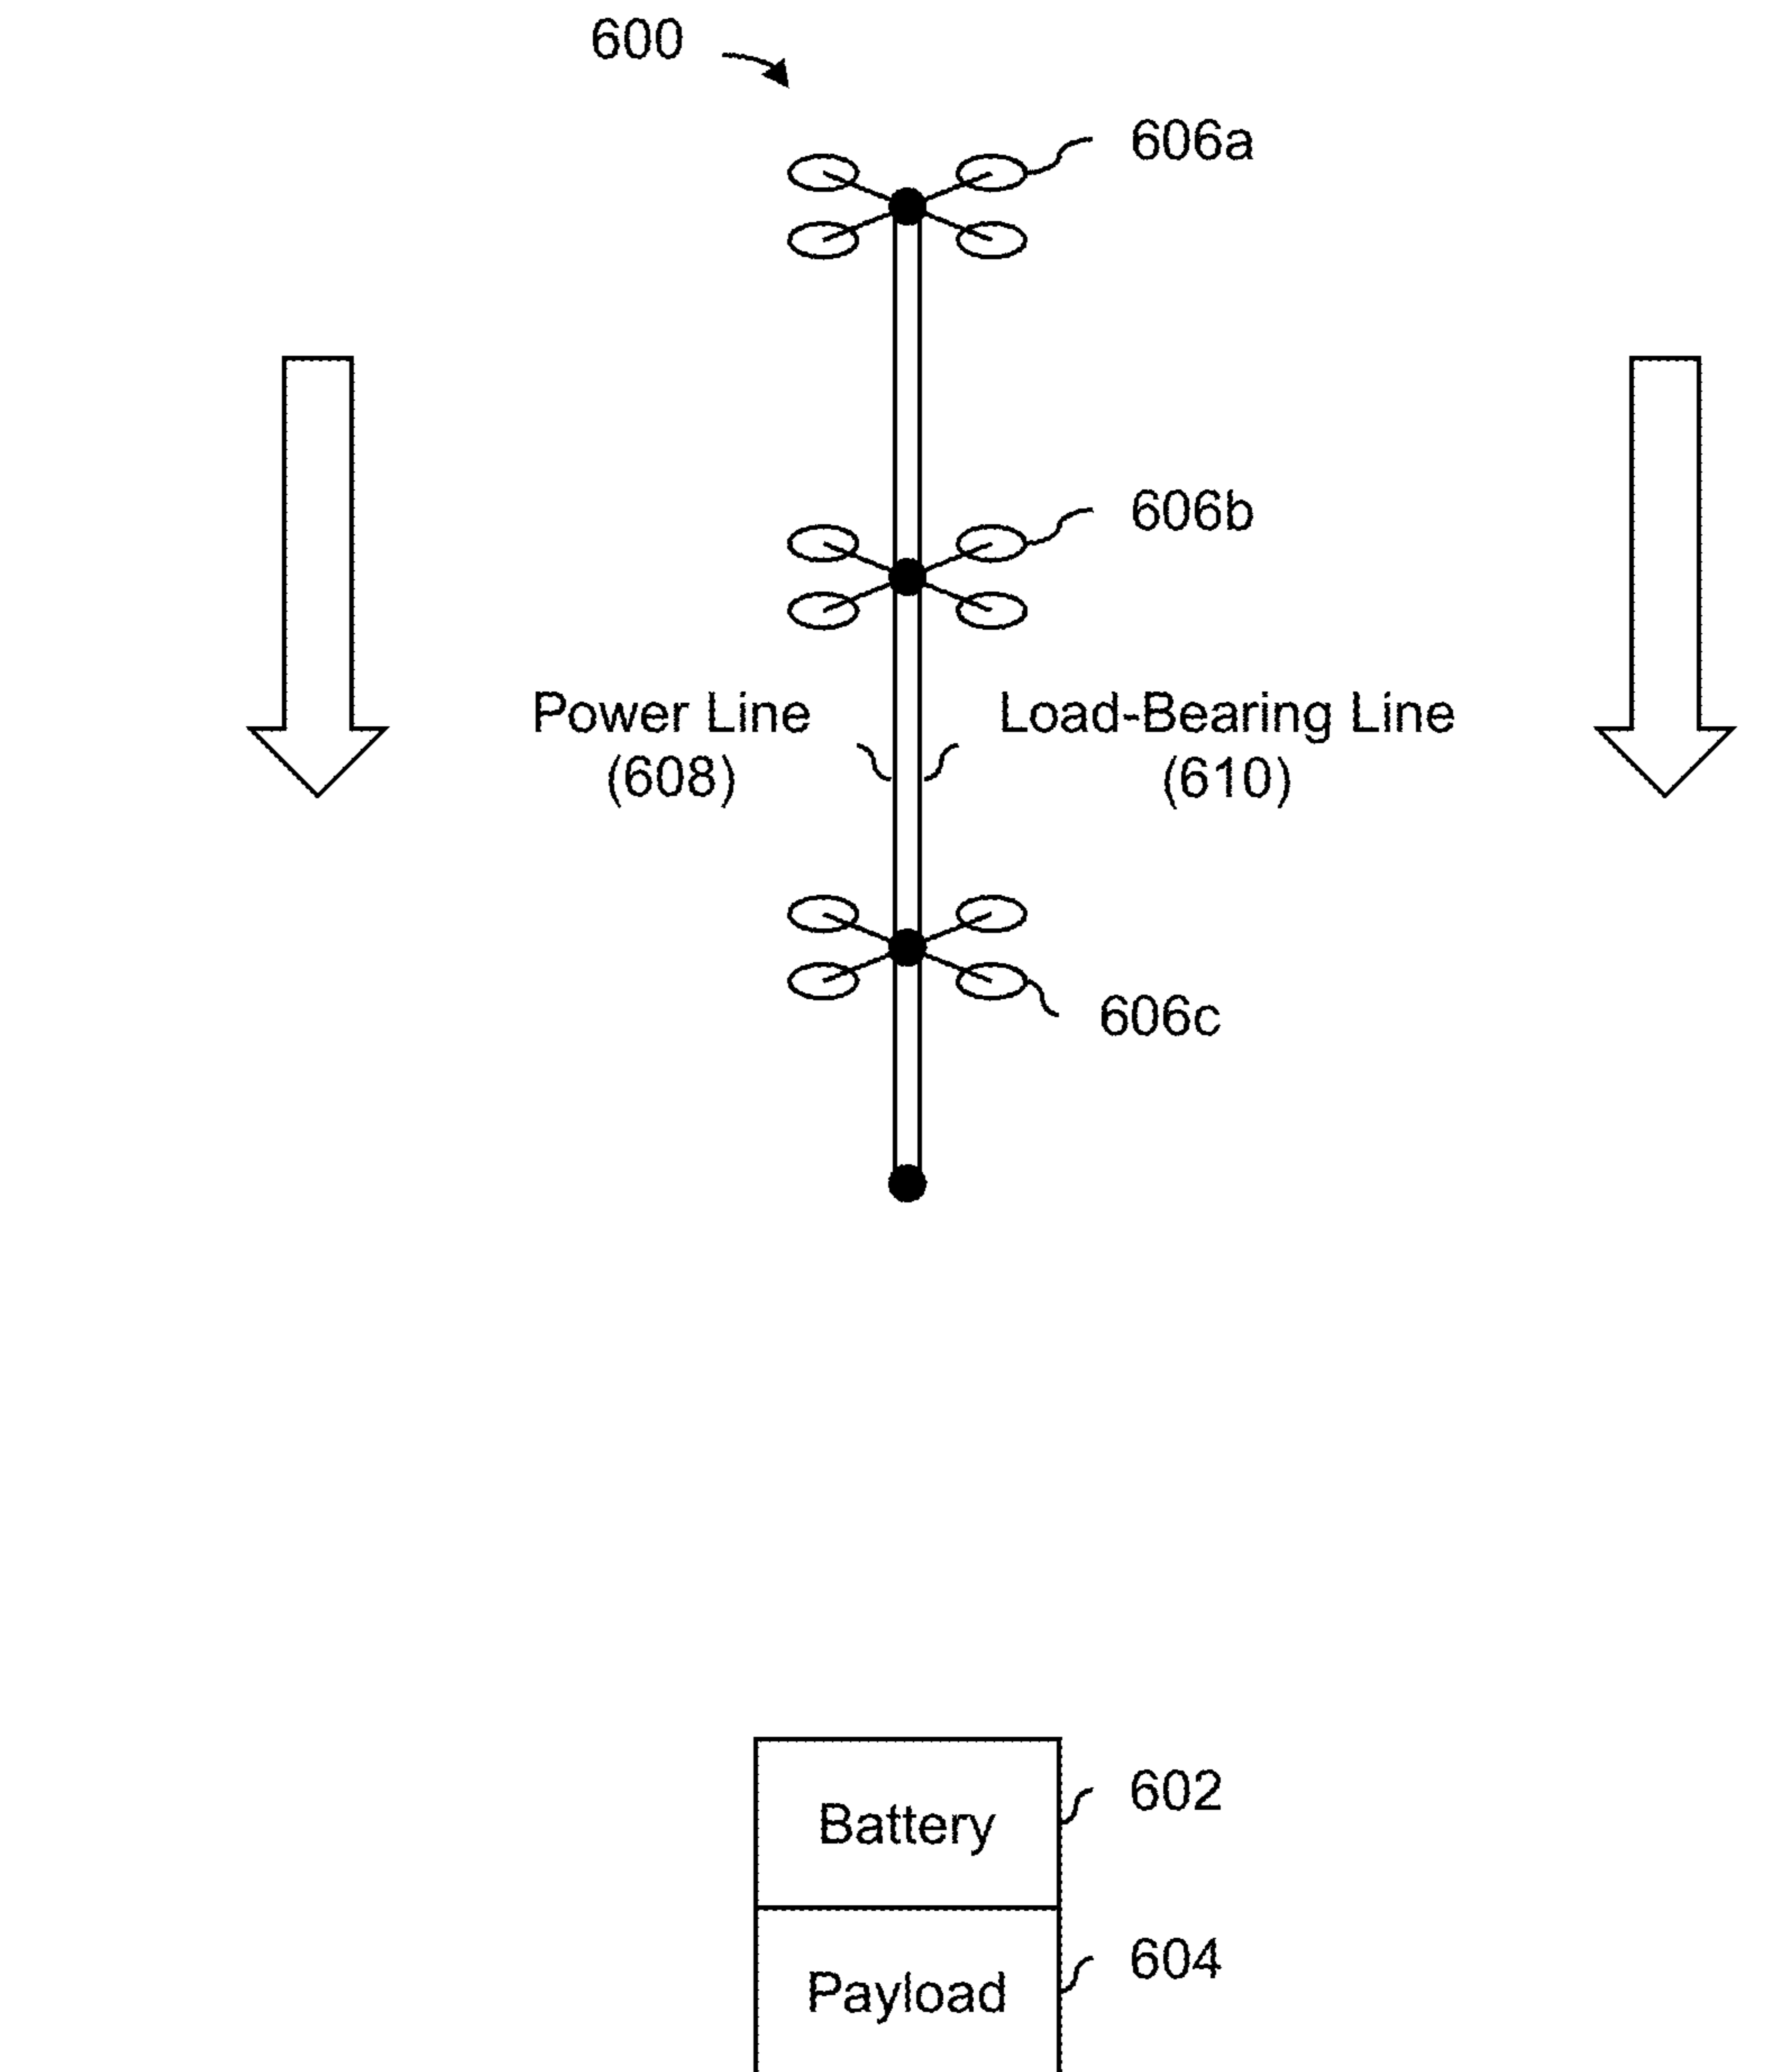 600
606a
606b
Power Line
(608)
Load-Bearing Line
(610)
606c
602
Battery
604
Payload